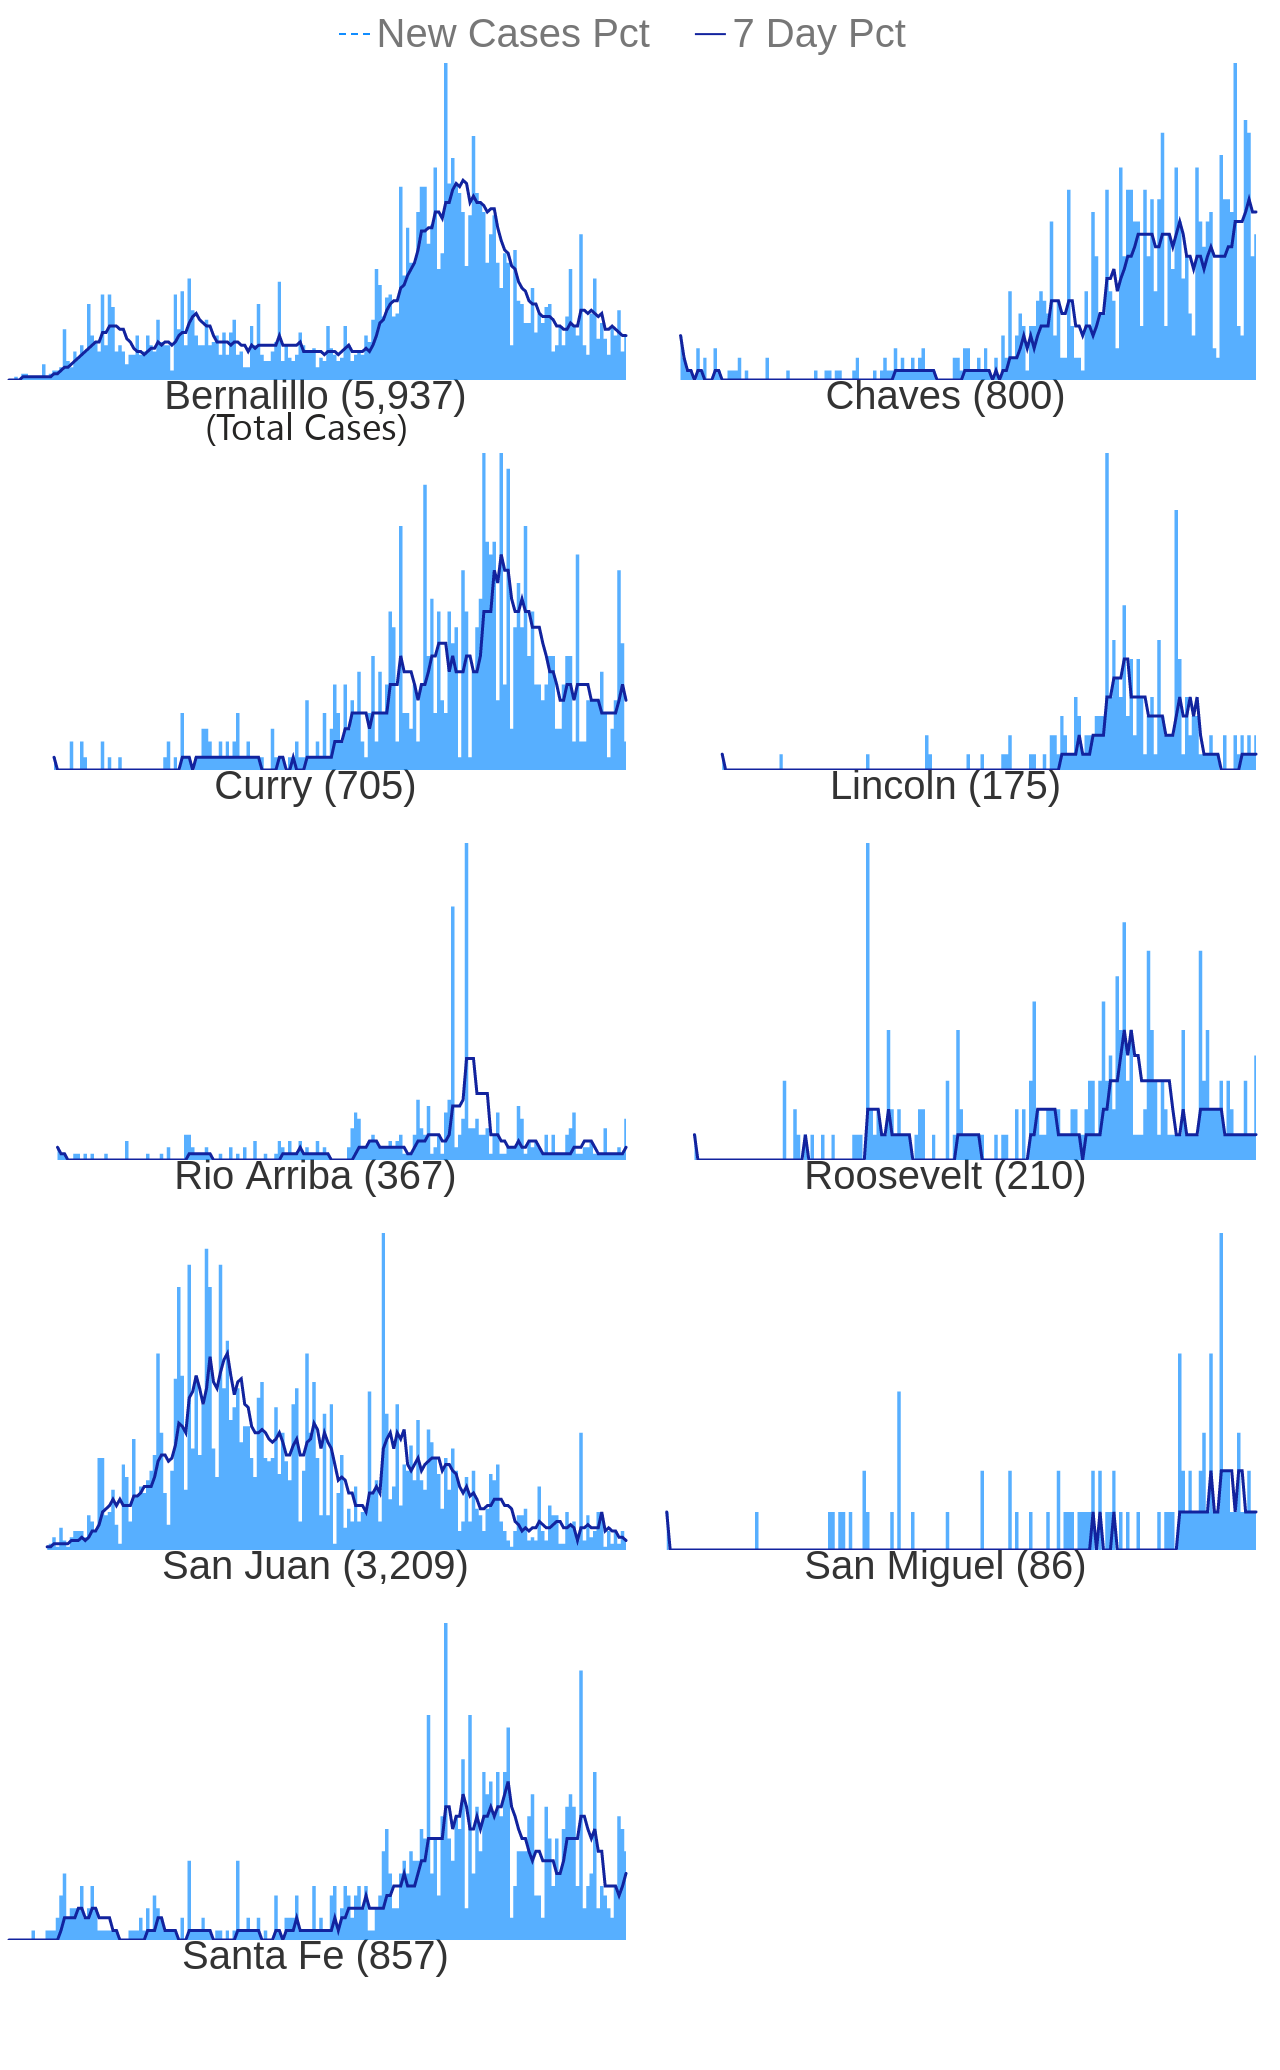 New Cases Pct 7 Day Pct
Bernalillo (5,937) Chaves (800)
(Total Cases)
Curry (705) Lincoln (175)
Rio Arriba (367) Roosevelt (210)
San Juan (3,209) San Miguel (86)
Santa Fe (857)